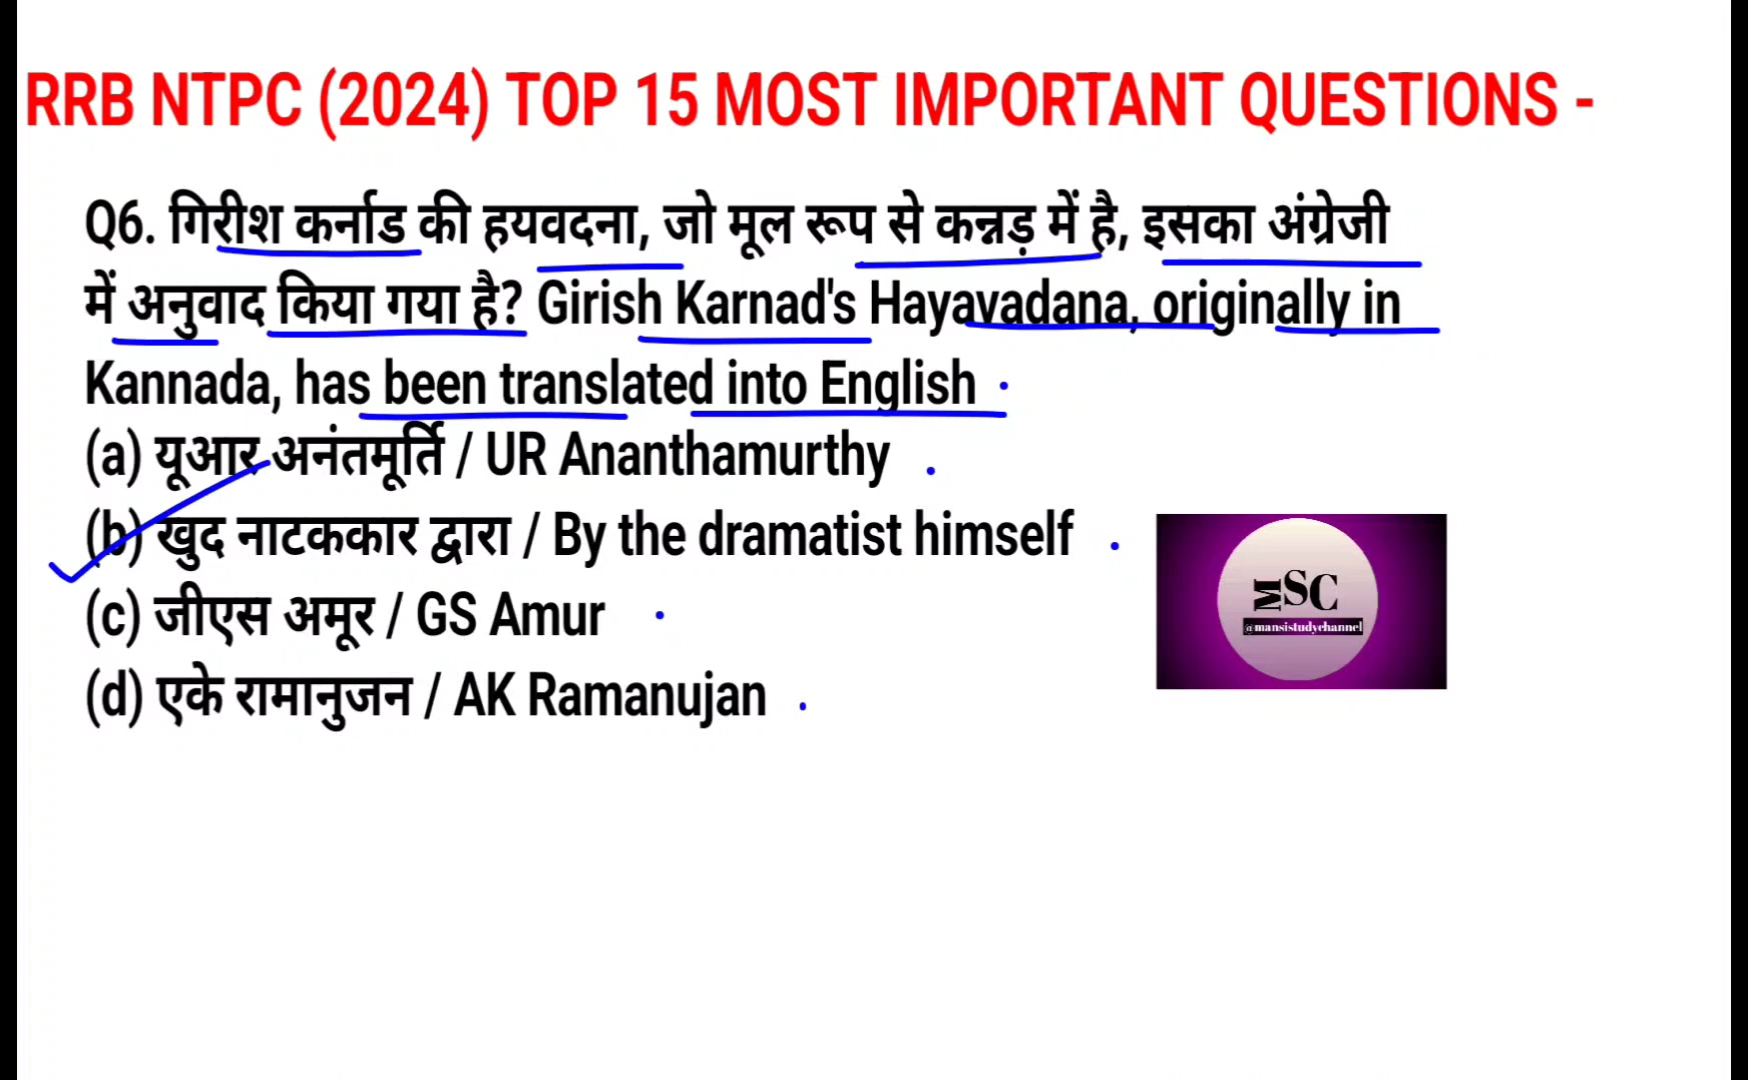 RRB NTPC (2024) TOP 15 MOST IMPORTANT QUESTIONS -
Q6. गिरीश कर्नाड की हयवदना, जो मूल रूप से कन्नड़ में है, इसका अंग्रेजी
में अनुवाद किया गया है? Girish Karnad's Hayavadana, originally in
Kannada, has been translated into English
(a) यूआर अनंतमूर्ति / UR Ananthamurthy
(b) खुद नाटककार द्वारा / By the dramatist himself
(c) जीएस अमूर / GS Amur
(d) एके रामानुजन / AK Ramanujan
MSC
@mansistudychannel